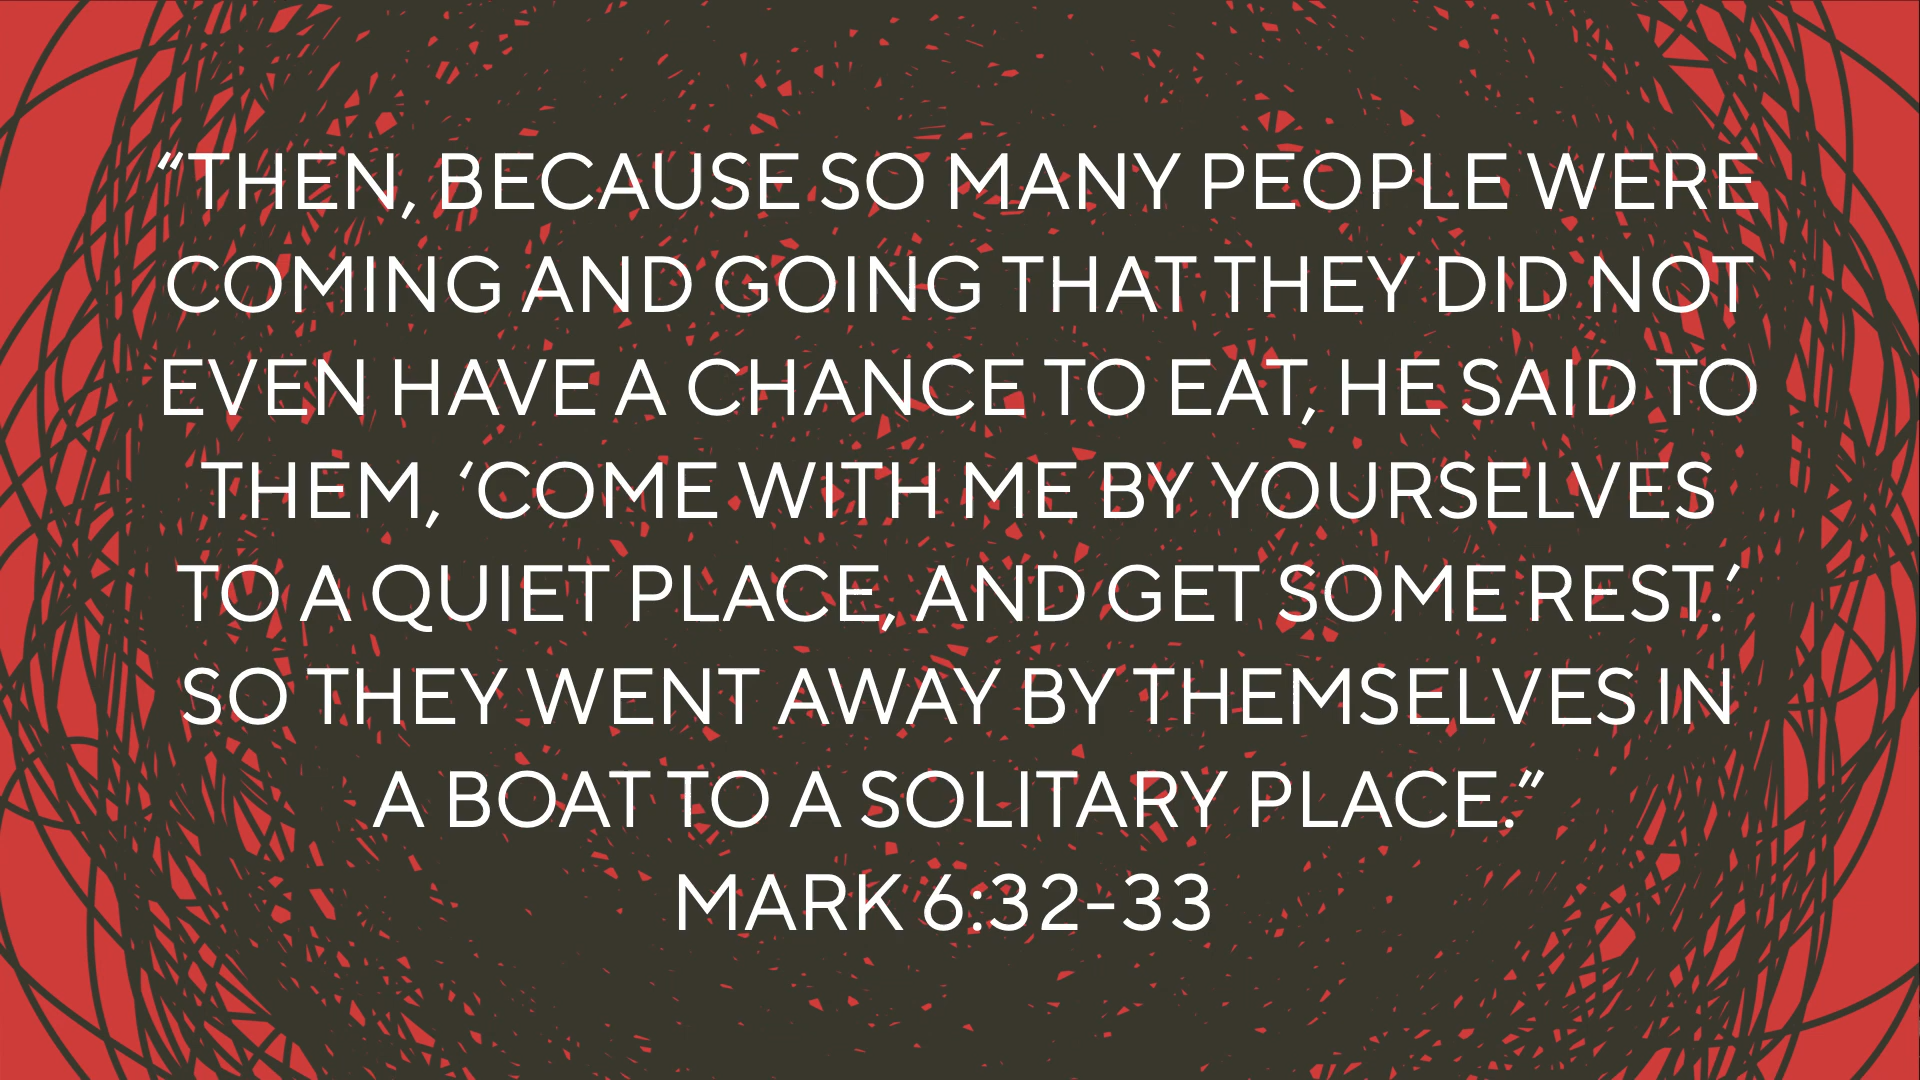 “THEN, BECAUSE SO MANY PEOPLE WERE
COMING AND GOING THAT THEY DID NOT
EVEN HAVE A CHANCE TO EAT, HE SAID TO
THEM, ‘COME WITH ME BY YOURSELVES
TO A QUIET PLACE, AND GET SOME REST.’
SO THEY WENT AWAY BY THEMSELVES IN
A BOAT TO A SOLITARY PLACE.”
MARK 6:32-33